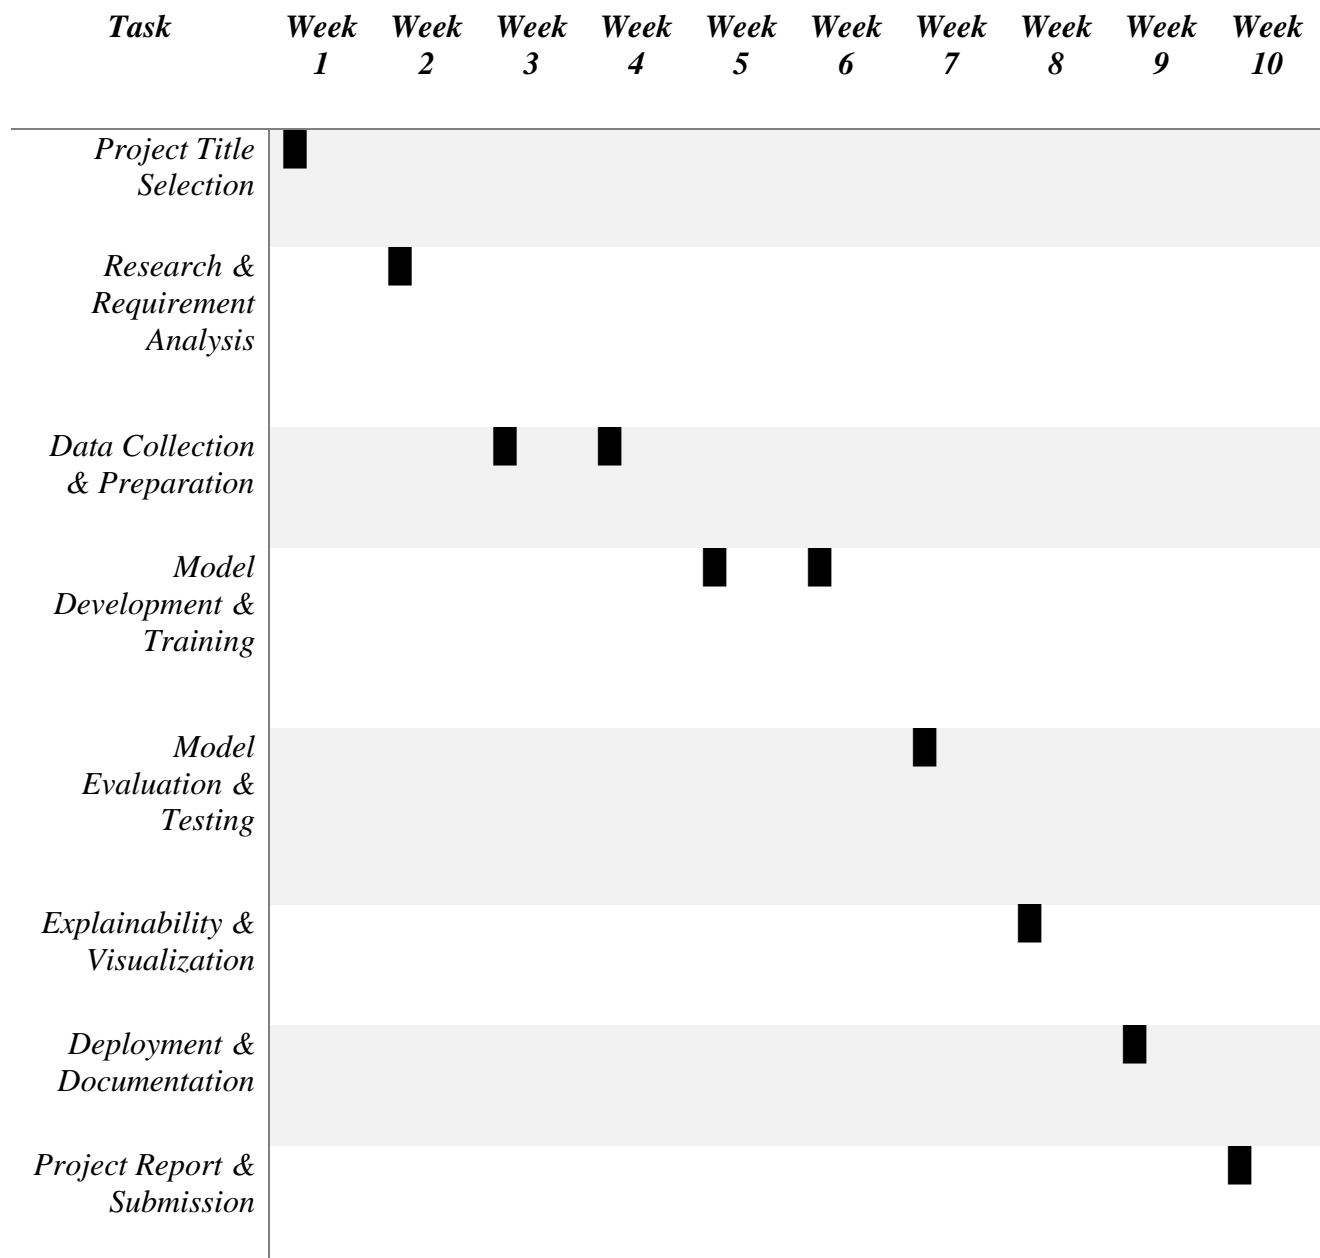 Task Week Week Week Week Week Week Week Week Week Week
1 2 3 4 5 6 7 8 9 10
Project Title
Selection
Research &
Requirement
Analysis
Data Collection
& Preparation
Model
Development &
Training
Model
Evaluation &
Testing
Explainability &
Visualization
Deployment &
Documentation
Project Report &
Submission